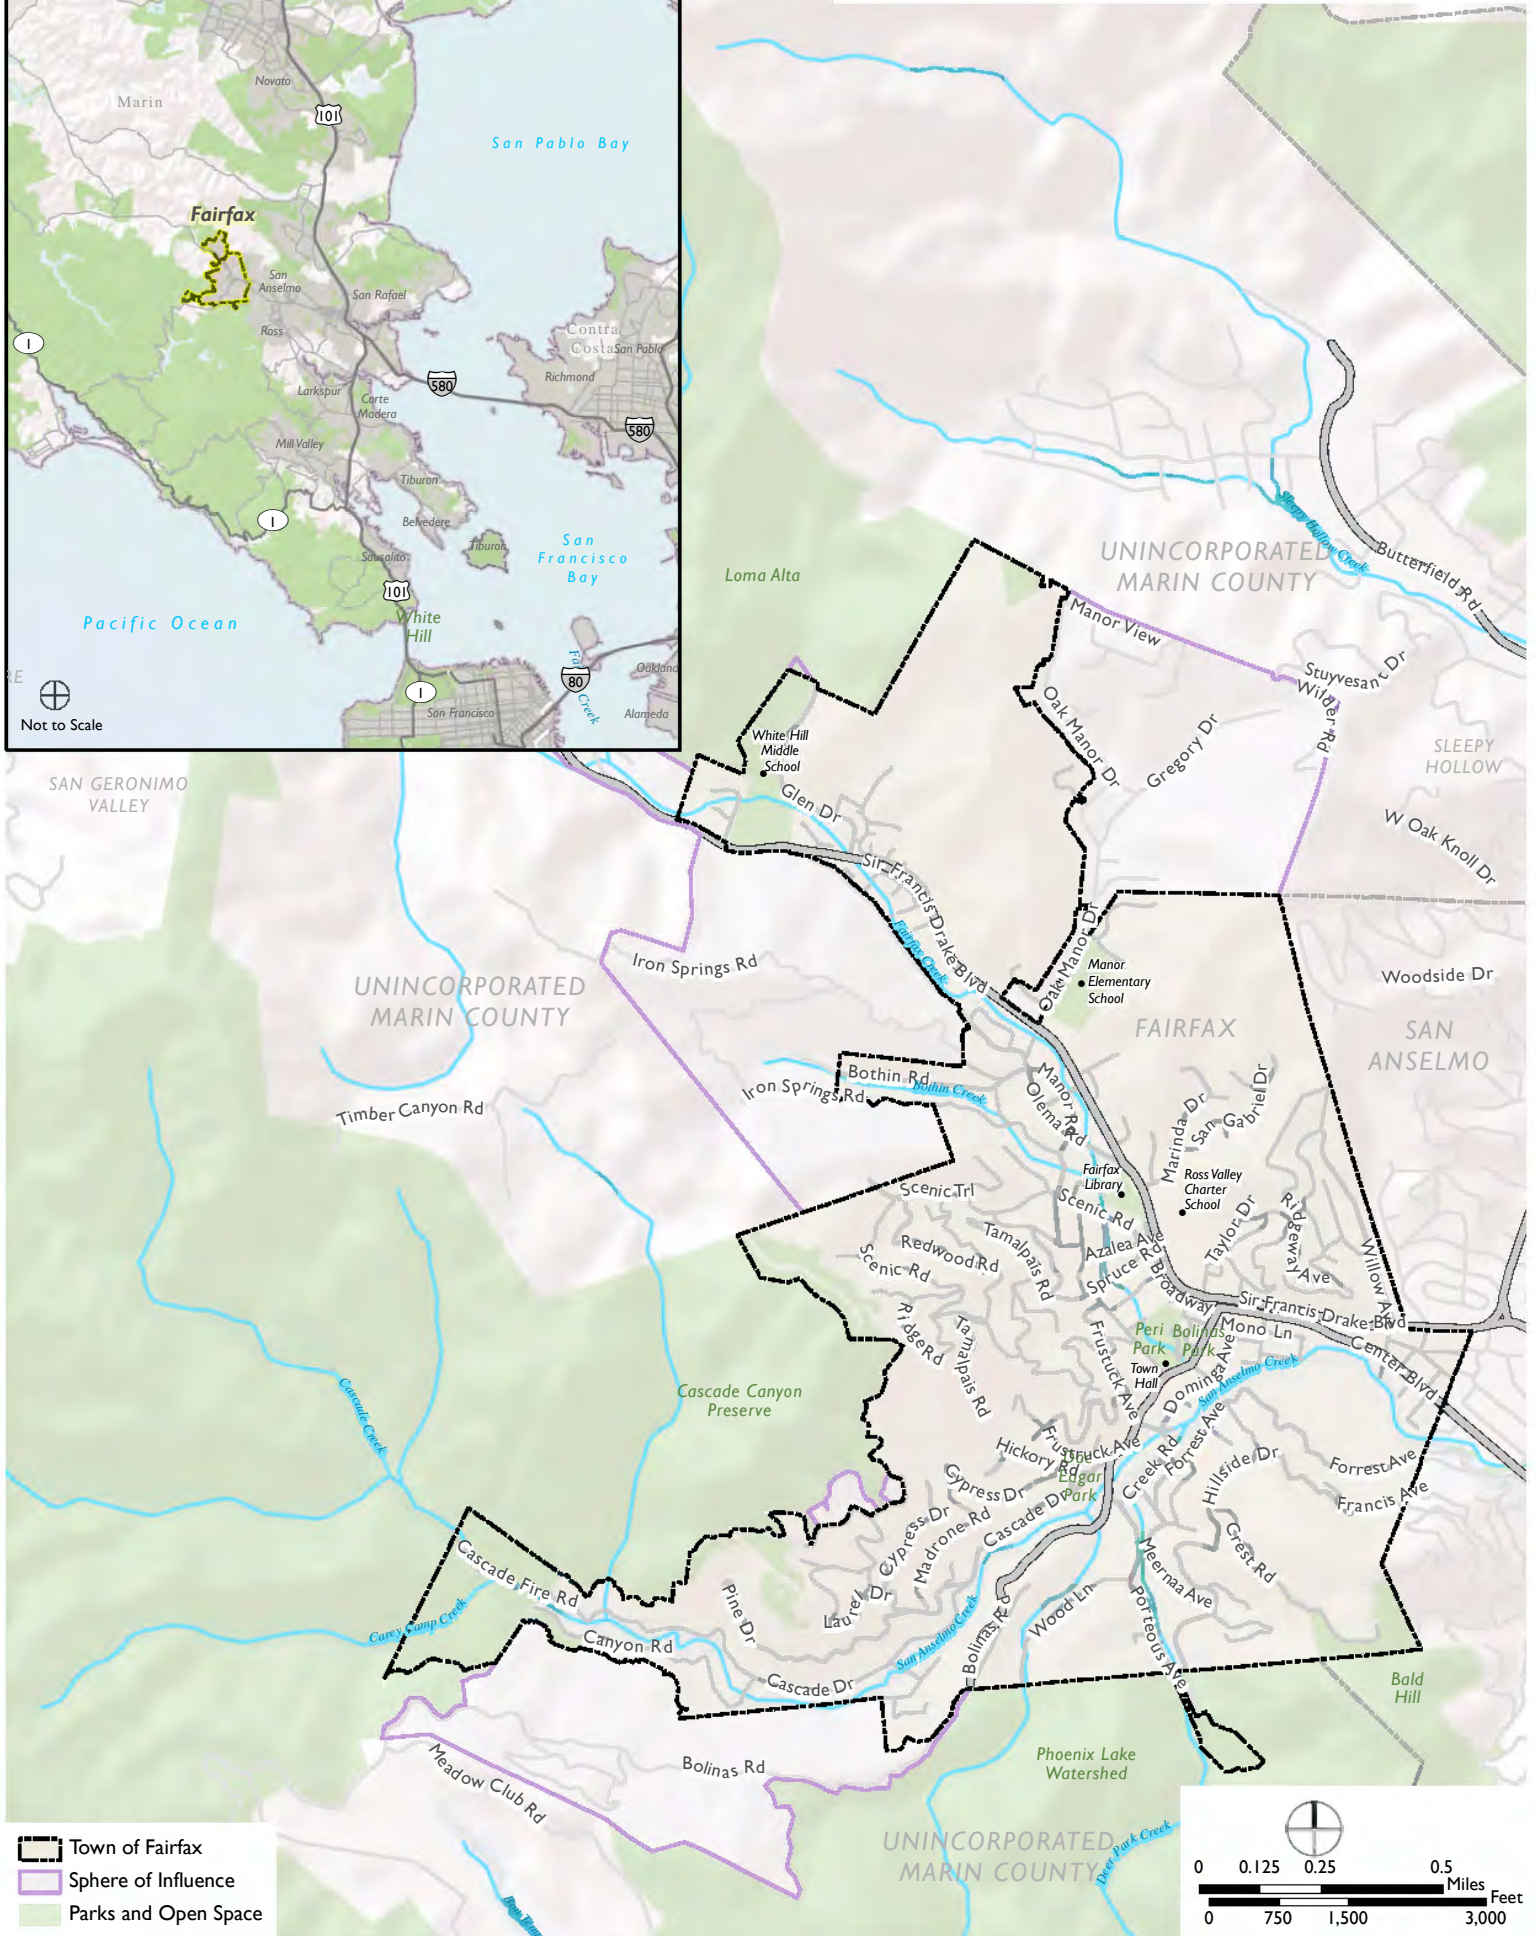 Novato
Marin
101
San Pablo Bay
Fairfax
San
Anselmo
San Rafael
Ross
1
Contra
Costa
San Pablo
Richmond
580
580
Larkspur
Corte
Madera
Mill Valley
Tiburon
Belvedere
1
Tiburon
San
Francisco
Bay
Sausalito
101
White
Hill
Pacific Ocean
RE
80
Creek
Oakland
Alameda
1
San Francisco
Not to Scale
Loma Alta
UNINCORPORATED
MARIN COUNTY
Sleepy Hollow Creek
Butterfield Rd
Manor View
Stuyvesant Dr
Wilder Rd
Oak Manor Dr
Gregory Dr
SLEEPY
HOLLOW
W Oak Knoll Dr
White Hill
Middle
School
Glen Dr
SAN GERONIMO
VALLEY
Sir Francis Drake Blvd
Fairfax Creek
Iron Springs Rd
UNINCORPORATED
MARIN COUNTY
Oak Manor Dr
Manor
Elementary
School
Woodside Dr
FAIRFAX
SAN
ANSELMO
Bothin Rd
Bothin Creek
Iron Springs Rd
Timber Canyon Rd
Manor Rd
Olema Rd
Marinda Dr
San Gabriel Dr
Fairfax
Library
Ross Valley
Charter
School
Scenic Trl
Scenic Rd
Taylor Dr
Ridgeway Ave
Willow Ave
Redwood Rd
Scenic Rd
Tamalpais Rd
Azalea Ave
Spruce Rd
Broadway
Sir Francis Drake Blvd
Mono Ln
Center Blvd
Ridge Rd
Tamalpais Rd
Frustuck Ave
Peri
Park
Bolinas
Park
Town
Hall
Dominga Ave
San Anselmo Creek
Cascade Canyon
Preserve
Cascade Creek
Hickory Rd
Frustruck Ave
Doc
Edgar
Park
Creek Rd
Forrest Ave
Hillside Dr
Forrest Ave
Francis Ave
Cypress Dr
Cypress Dr
Madrone Rd
Cascade Dr
Crest Rd
Meernaa Ave
Porteous Ave
Cascade Fire Rd
Carey Camp Creek
Canyon Rd
Pine Dr
Laurel Dr
San Anselmo Creek
Bolinas Rd
Wood Ln
Cascade Dr
Bald
Hill
Bolinas Rd
Meadow Club Rd
Phoenix Lake
Watershed
UNINCORPORATED
MARIN COUNTY
Deer Park Creek
Town of Fairfax
Sphere of Influence
Parks and Open Space
0 0.125 0.25 0.5
Miles
Feet
0 750 1,500 3,000